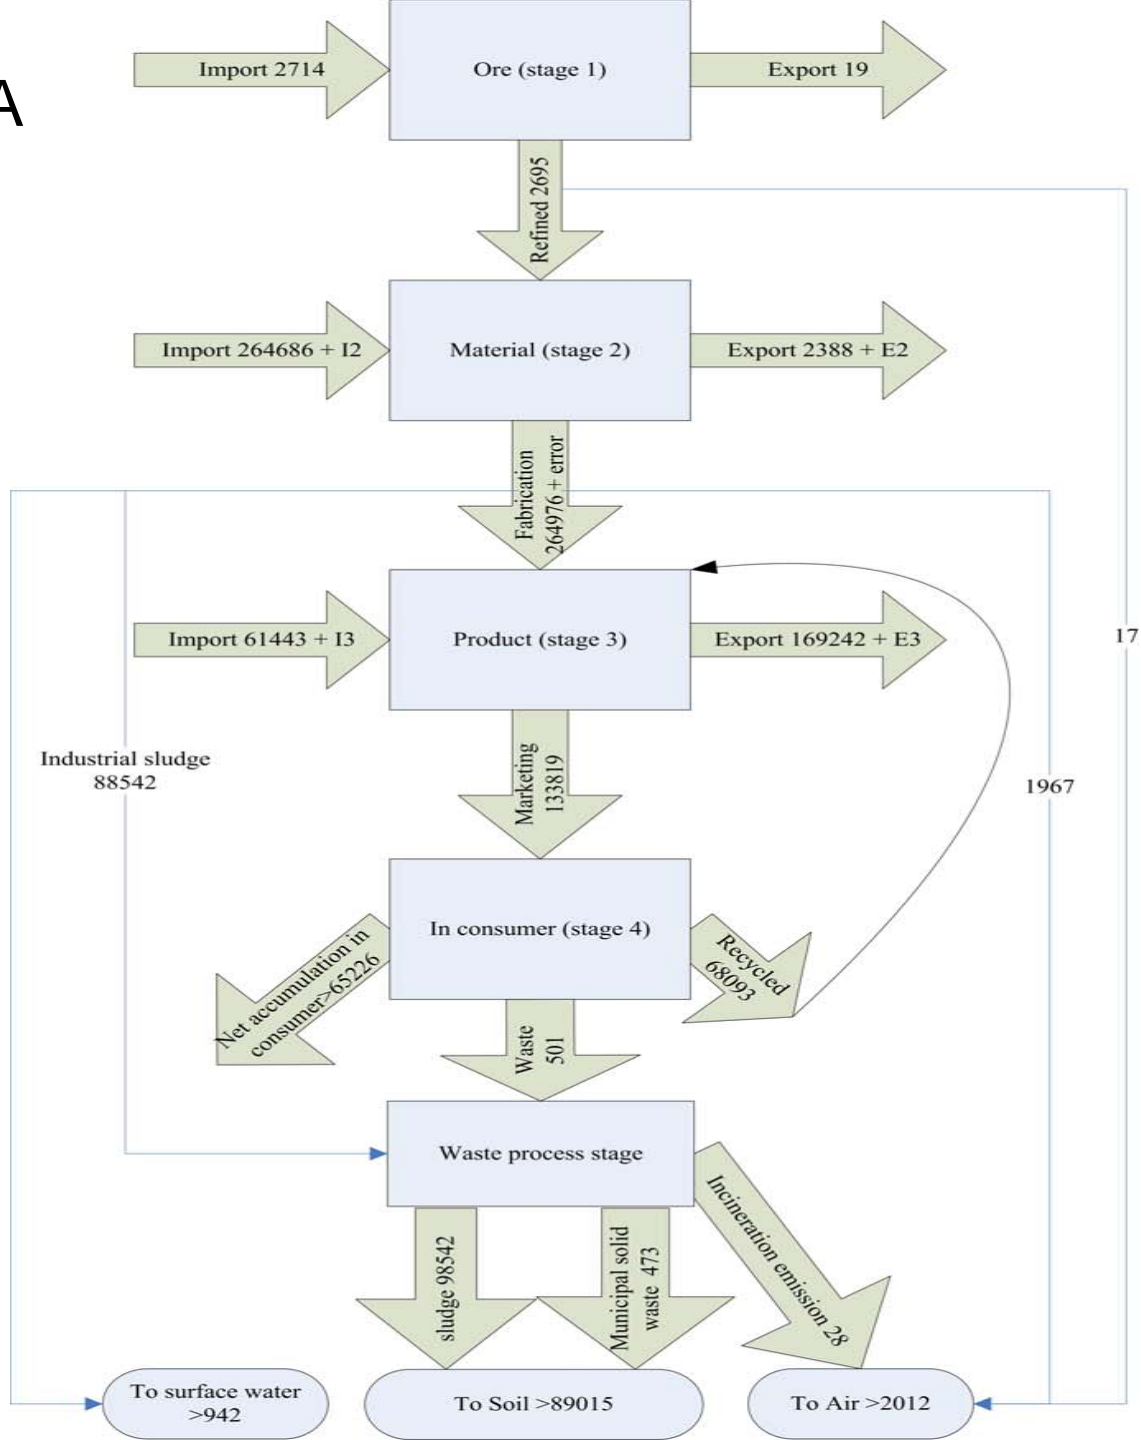 A
Import 2714
Ore (stage 1)
Export 19
Refined 2695
Import 264686 + I2
Material (stage 2)
Export 2388 + E2
Fabrication
264976 + error
Import 61443 + I3
Product (stage 3)
Export 169242 + E3
17
Industrial sludge
88542
Marketing
133819
1967
In consumer (stage 4)
Net accumulation in
consumer>65226
Recycled
68093
Waste
501
Waste process stage
sludge 98542
Municipal solid
waste 473
Incineration emission 28
To surface water
>942
To Soil >89015
To Air >2012